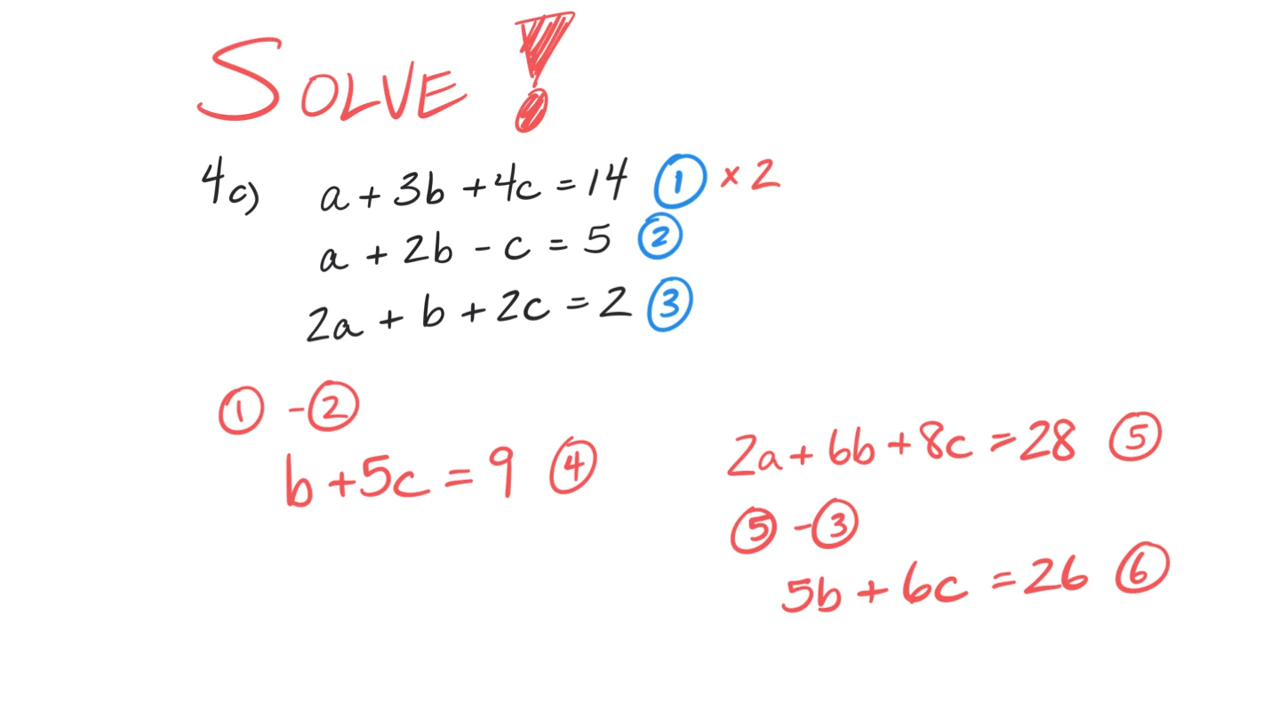 SOLVE!
4c) a + 3b + 4c = 14 ① × 2
a + 2b - c = 5 ②
2a + b + 2c = 2 ③
① - ②
b + 5c = 9 ④
2a + 6b + 8c = 28 ⑤
⑤ - ③
5b + 6c = 26 ⑥